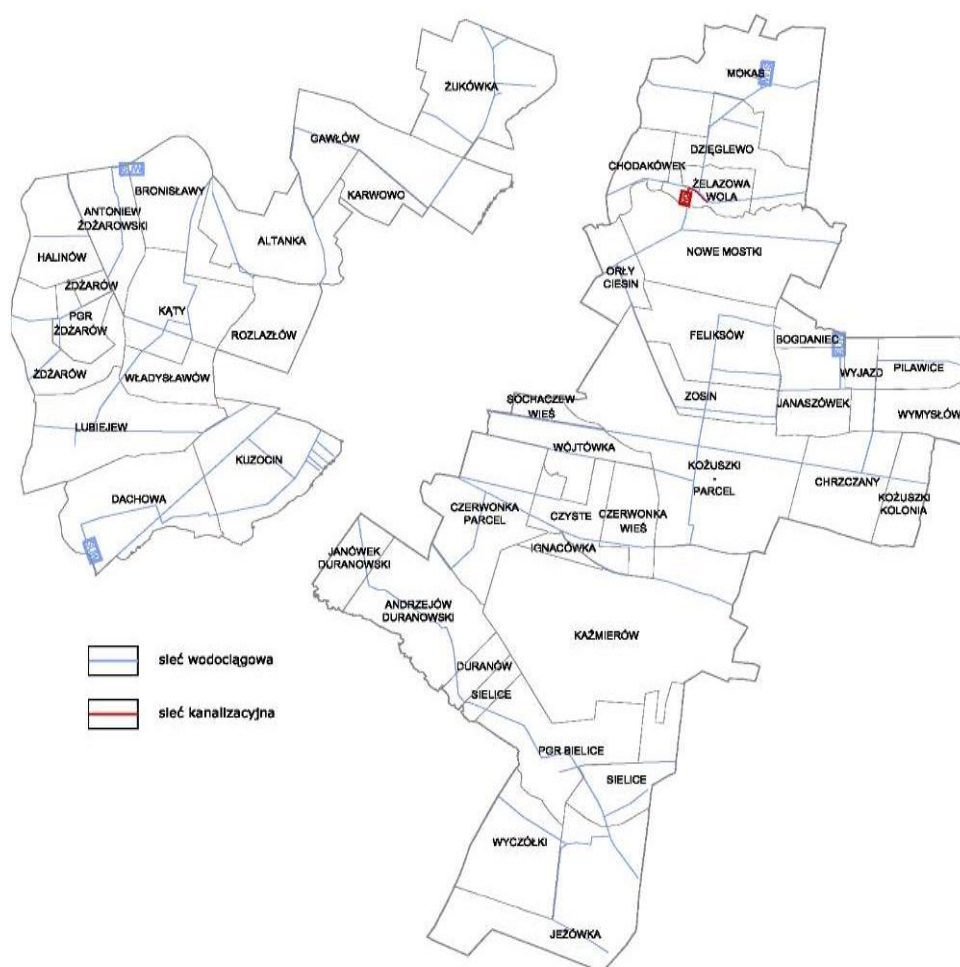 ŻUKÓWKA
MOKAS
GAWŁÓW
DZIĘGLEWO
CHODAKÓWEK
ŻELAZOWA
WOLA
BRONISŁAWY
KARWOWO
ANTONIEW
ŻDŻAROWSKI
ALTANKA
HALINÓW
NOWE MOSTKI
ORŁY
CIESIN
ŻDŻARÓW
PGR
ŻDŻARÓW
KĄTY
ROZLAZŁÓW
FELIKSÓW
BOGDANIEC
WYJAZD
PILAWICE
ŻDŻARÓW
WŁADYSŁAWÓW
SOCHACZEW
WIEŚ
ZOSIN
JANASZÓWEK
WYMYSŁÓW
LUBIEJEW
KUZOCIN
WÓJTÓWKA
KOŻUSZKI
-
PARCEL
CHRZCZANY
KOŻUSZKI
KOLONIA
DACHOWA
CZERWONKA
PARCEL
CZYSTE
CZERWONKA
WIEŚ
IGNACÓWKA
JANÓWEK
DURANOWSKI
ANDRZEJÓW
DURANOWSKI
KAŹMIERÓW
DURANÓW
SIELICE
sieć wodociągowa
sieć kanalizacyjna
PGR BIELICE
SIELICE
WYCZÓŁKI
JEŻÓWKA